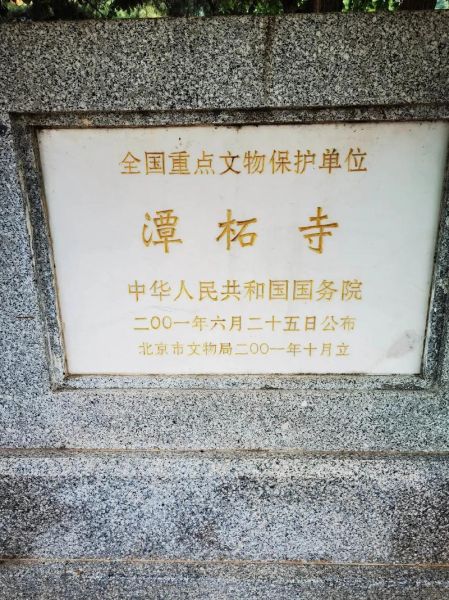 全国重点文物保护单位
潭柘寺
中华人民共和国国务院
二〇〇一年六月二十五日公布
北京市文物局二〇〇一年十月立